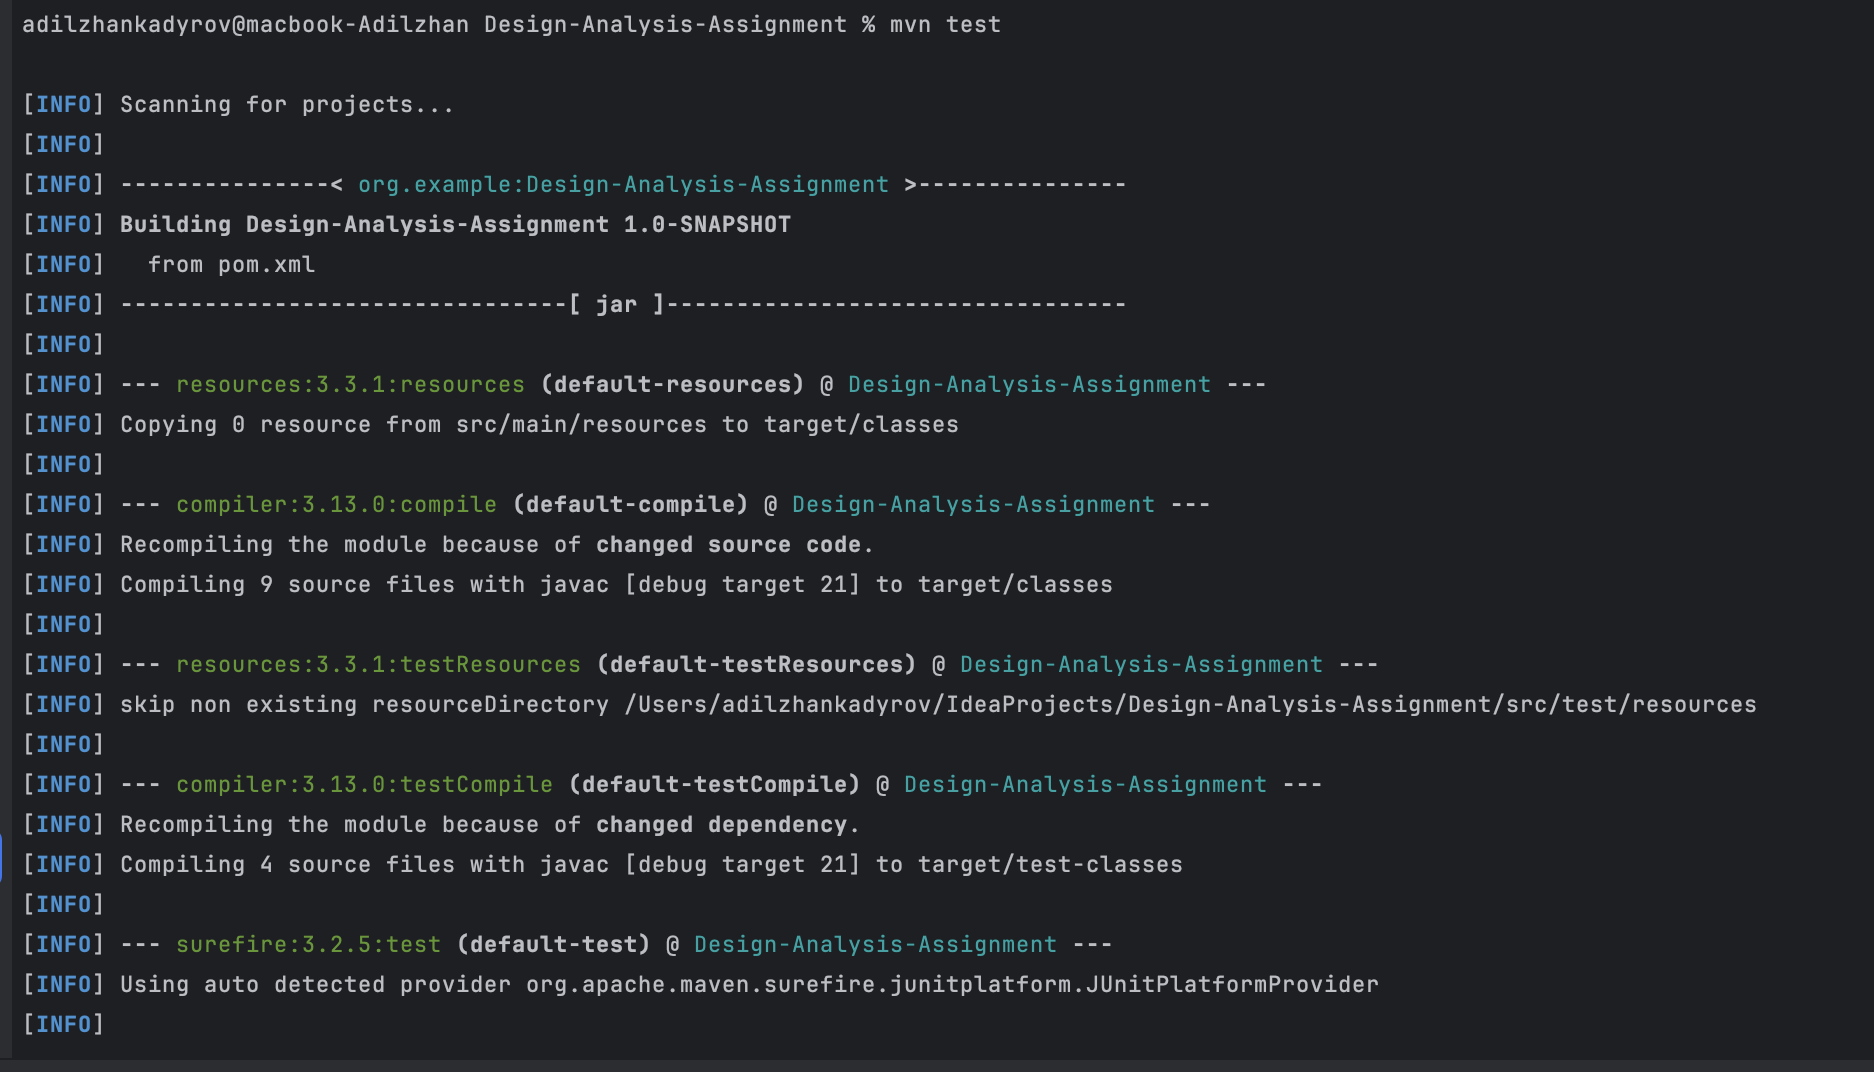 adilzhankadyrov@macbook-Adilzhan Design-Analysis-Assignment % mvn test
[INFO] Scanning for projects...
[INFO]
[INFO] ---------------< org.example:Design-Analysis-Assignment >---------------
[INFO] Building Design-Analysis-Assignment 1.0-SNAPSHOT
[INFO]   from pom.xml
[INFO] --------------------------------[ jar ]---------------------------------
[INFO]
[INFO] --- resources:3.3.1:resources (default-resources) @ Design-Analysis-Assignment ---
[INFO] Copying 0 resource from src/main/resources to target/classes
[INFO]
[INFO] --- compiler:3.13.0:compile (default-compile) @ Design-Analysis-Assignment ---
[INFO] Recompiling the module because of changed source code.
[INFO] Compiling 9 source files with javac [debug target 21] to target/classes
[INFO]
[INFO] --- resources:3.3.1:testResources (default-testResources) @ Design-Analysis-Assignment ---
[INFO] skip non existing resourceDirectory /Users/adilzhankadyrov/IdeaProjects/Design-Analysis-Assignment/src/test/resources
[INFO]
[INFO] --- compiler:3.13.0:testCompile (default-testCompile) @ Design-Analysis-Assignment ---
[INFO] Recompiling the module because of changed dependency.
[INFO] Compiling 4 source files with javac [debug target 21] to target/test-classes
[INFO]
[INFO] --- surefire:3.2.5:test (default-test) @ Design-Analysis-Assignment ---
[INFO] Using auto detected provider org.apache.maven.surefire.junitplatform.JUnitPlatformProvider
[INFO]